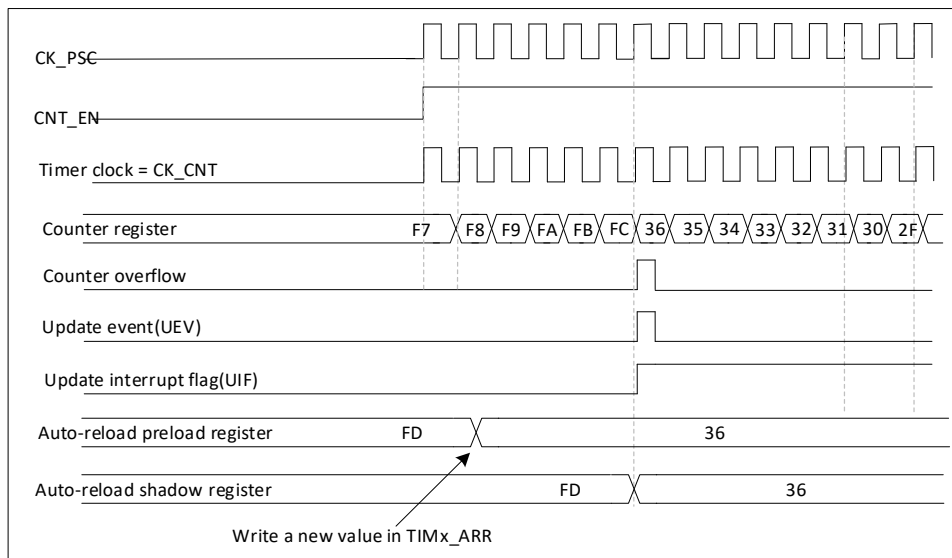 CK_PSC
CNT_EN
Timer clock = CK_CNT
Counter register F7 F8 F9 FA FB FC 36 35 34 33 32 31 30 2F
Counter overflow
Update event(UEV)
Update interrupt flag(UIF)
Auto-reload preload register FD 36
Auto-reload shadow register FD 36
Write a new value in TIMx_ARR